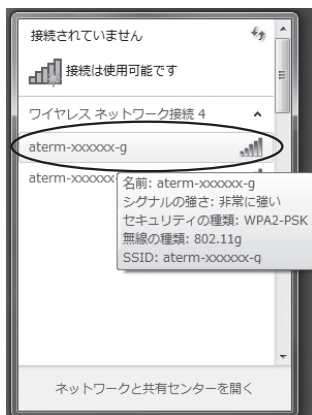 接続されていません
接続は使用可能です
ワイヤレス ネットワーク接続 4
aterm-xxxxxx-g
aterm-xxxxxx
名前: aterm-xxxxxx-g
シグナルの強さ: 非常に強い
セキュリティの種類: WPA2-PSK
無線の種類: 802.11g
SSID: aterm-xxxxxx-g
ネットワークと共有センターを開く